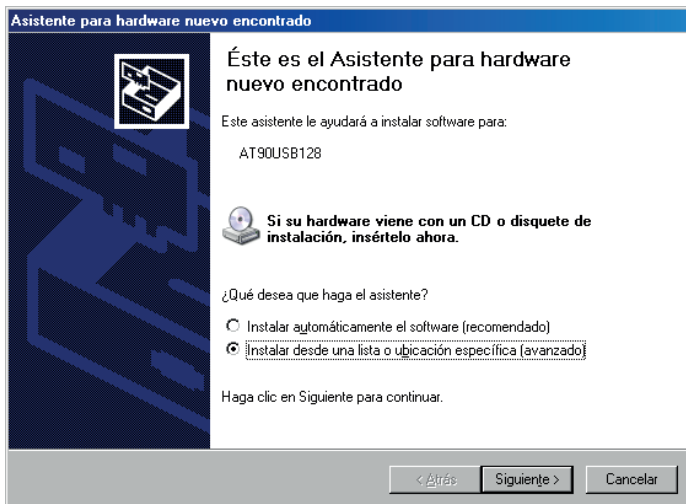 Asistente para hardware nuevo encontrado
Éste es el Asistente para hardware
nuevo encontrado
Este asistente le ayudará a instalar software para:
AT90USB128
Si su hardware viene con un CD o disquete de
instalación, insértelo ahora.
¿Qué desea que haga el asistente?
Instalar automáticamente el software (recomendado)
Instalar desde una lista o ubicación específica (avanzado)
Haga clic en Siguiente para continuar.
< Atrás Siguiente > Cancelar